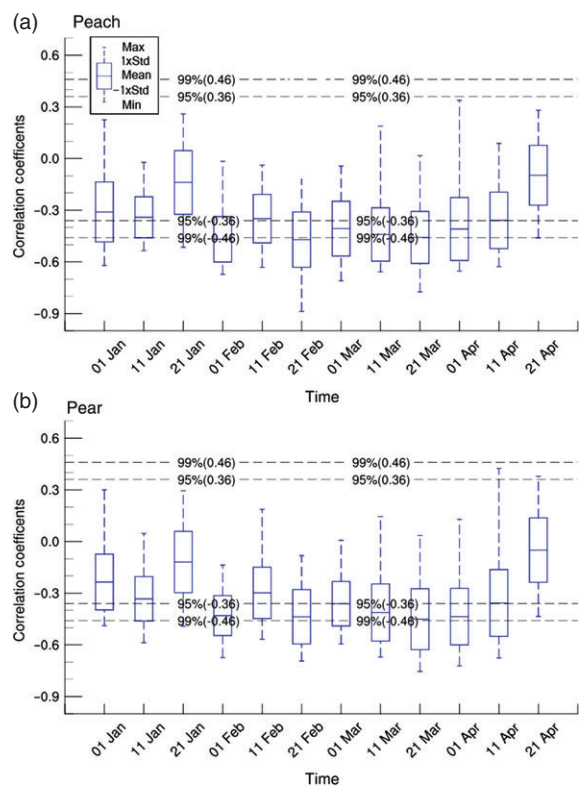 (a)
Peach
Max
1xStd
Mean
-1xStd
Min
0.6
0.3
0.0
-0.3
-0.6
-0.9
Correlation coefficents
99%(0.46)
99%(0.46)
95%(0.36)
95%(0.36)
95%(-0.36)
95%(-0.36)
99%(-0.46)
99%(-0.46)
01 Jan
11 Jan
21 Jan
01 Feb
11 Feb
21 Feb
01 Mar
11 Mar
21 Mar
01 Apr
11 Apr
21 Apr
Time
(b)
Pear
0.6
0.3
0.0
-0.3
-0.6
-0.9
Correlation coefficents
99%(0.46)
99%(0.46)
95%(0.36)
95%(0.36)
95%(-0.36)
95%(-0.36)
99%(-0.46)
99%(-0.46)
01 Jan
11 Jan
21 Jan
01 Feb
11 Feb
21 Feb
01 Mar
11 Mar
21 Mar
01 Apr
11 Apr
21 Apr
Time